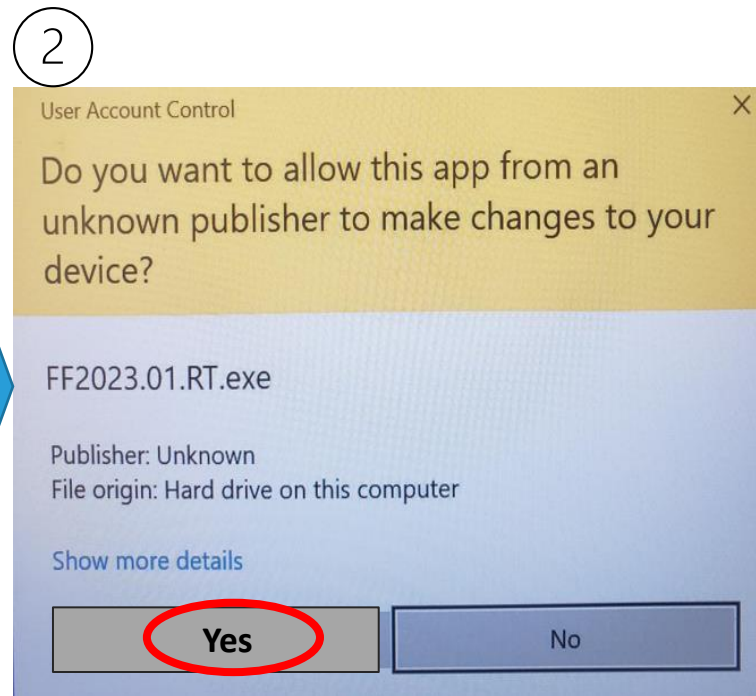 2
User Account Control
Do you want to allow this app from an
unknown publisher to make changes to your
device?
FF2023.01.RT.exe
Publisher: Unknown
File origin: Hard drive on this computer
Show more details
Yes
No